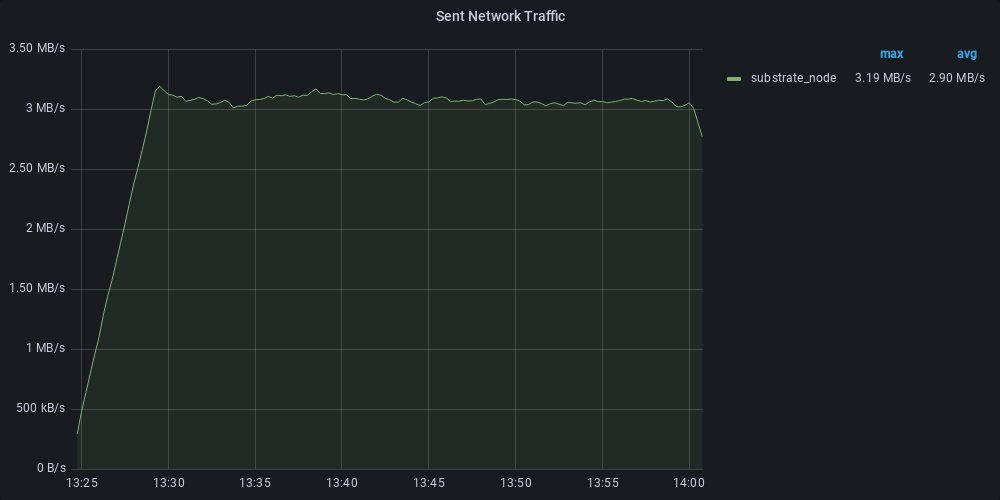 Sent Network Traffic
max avg
substrate_node 3.19 MB/s 2.90 MB/s
3.50 MB/s
3 MB/s
2.50 MB/s
2 MB/s
1.50 MB/s
1 MB/s
500 kB/s
0 B/s
13:25 13:30 13:35 13:40 13:45 13:50 13:55 14:00